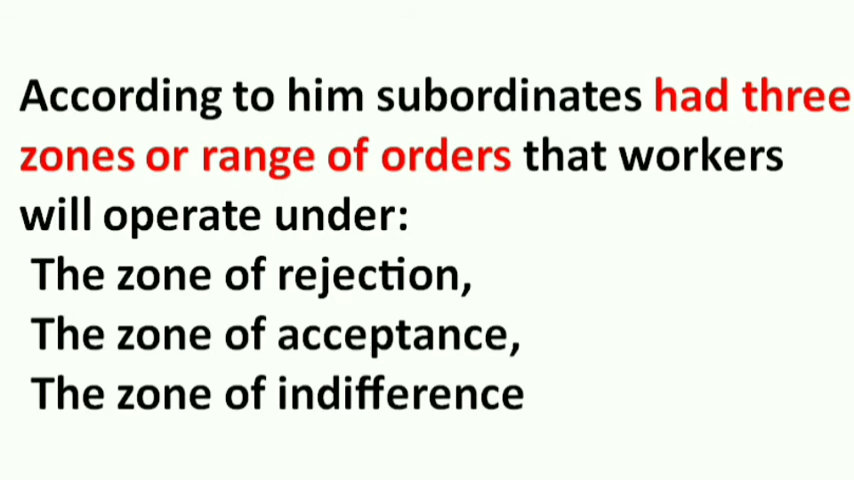 According to him subordinates had three
zones or range of orders that workers
will operate under:
The zone of rejection,
The zone of acceptance,
The zone of indifference